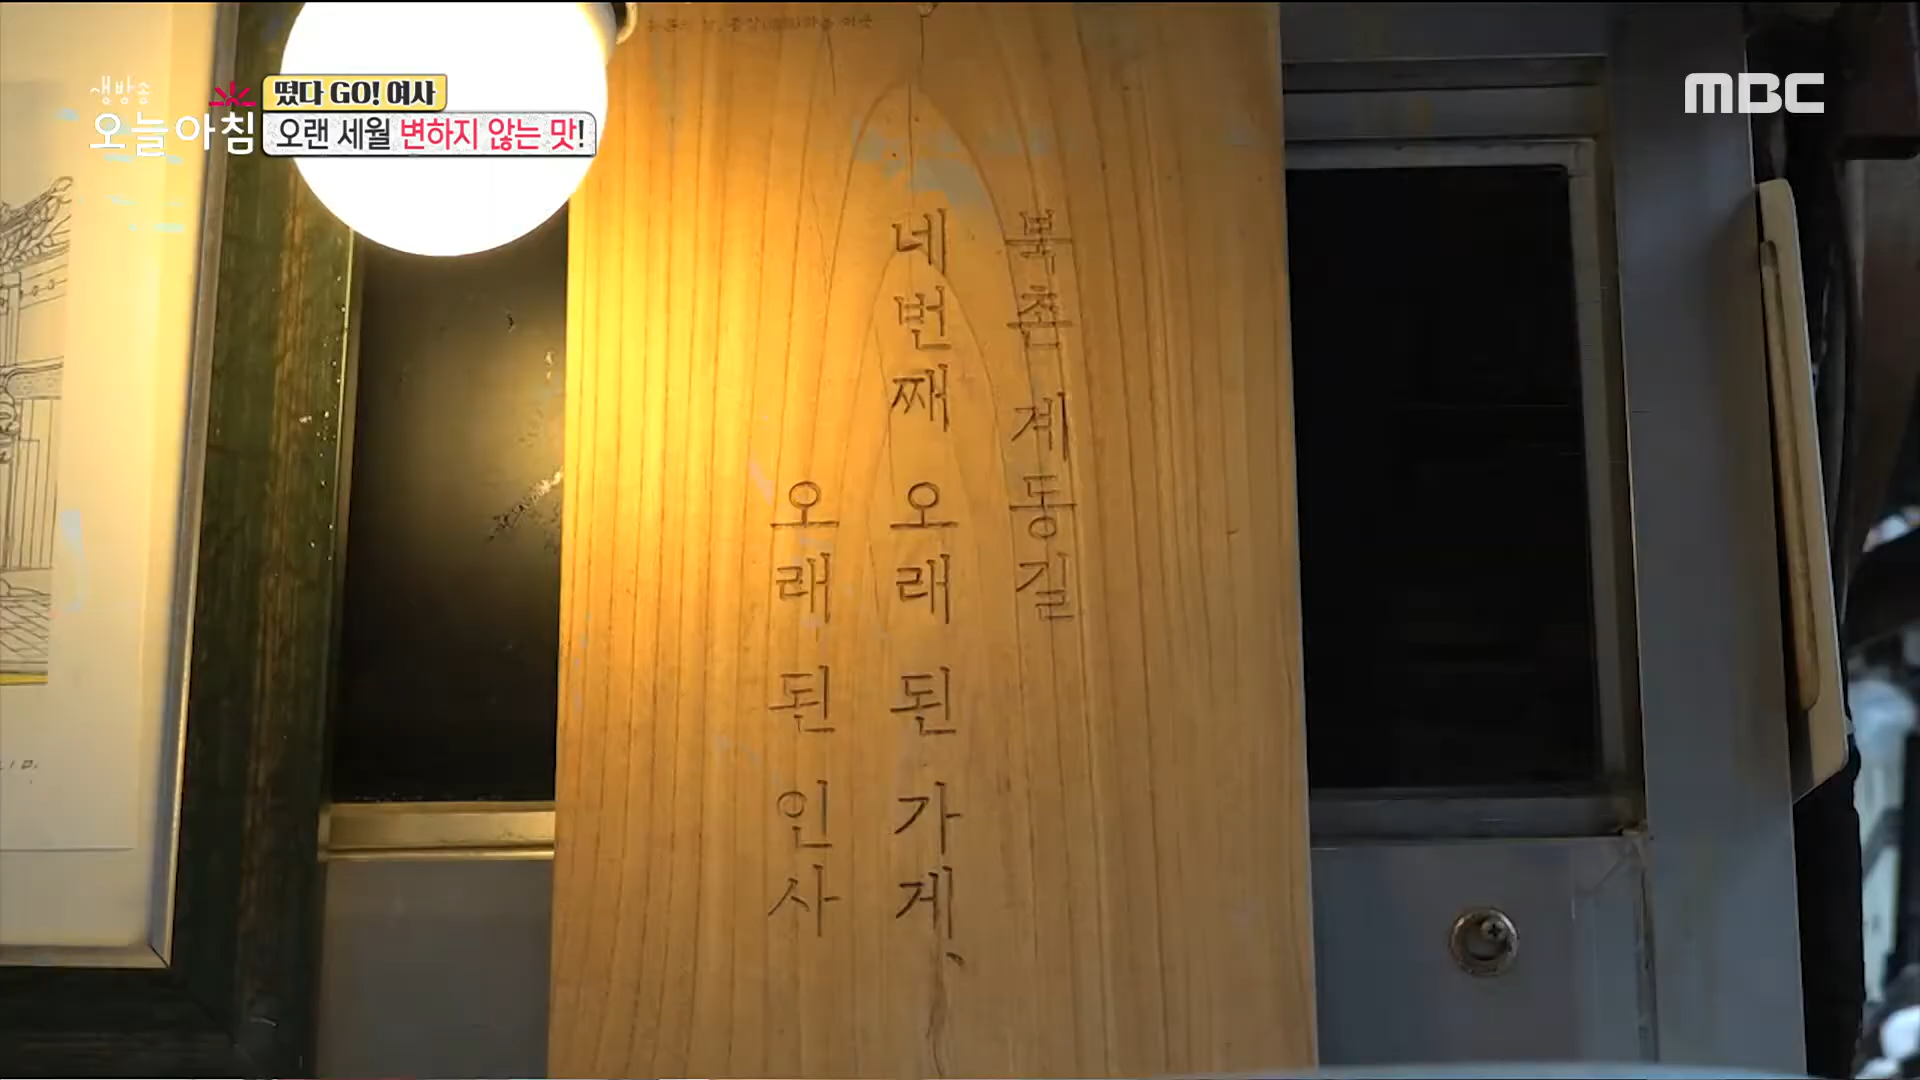 생방송
오늘아침
떴다 GO! 여사
오랜 세월 변하지 않는 맛!
MBC
북촌 계동길
네번째 오래된 가게,
오래된 인사